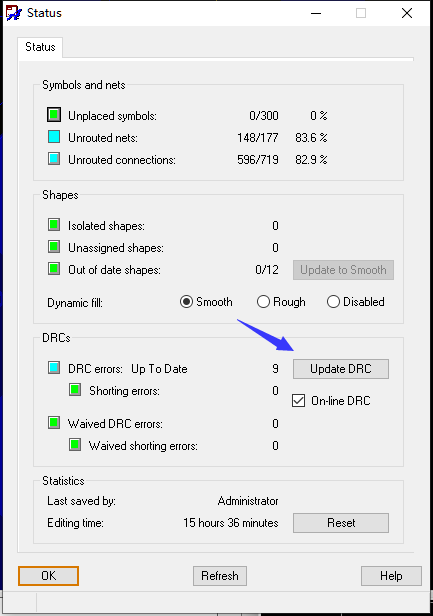 Status
Status
Symbols and nets
Unplaced symbols: 0/300 0 %
Unrouted nets: 148/177 83.6 %
Unrouted connections: 596/719 82.9 %
Shapes
Isolated shapes: 0
Unassigned shapes: 0
Out of date shapes: 0/12 Update to Smooth
Dynamic fill: Smooth Rough Disabled
DRCs
DRC errors: Up To Date 9 Update DRC
Shorting errors: 0
On-line DRC
Waived DRC errors: 0
Waived shorting errors: 0
Statistics
Last saved by: Administrator
Editing time: 15 hours 36 minutes Reset
OK Refresh Help